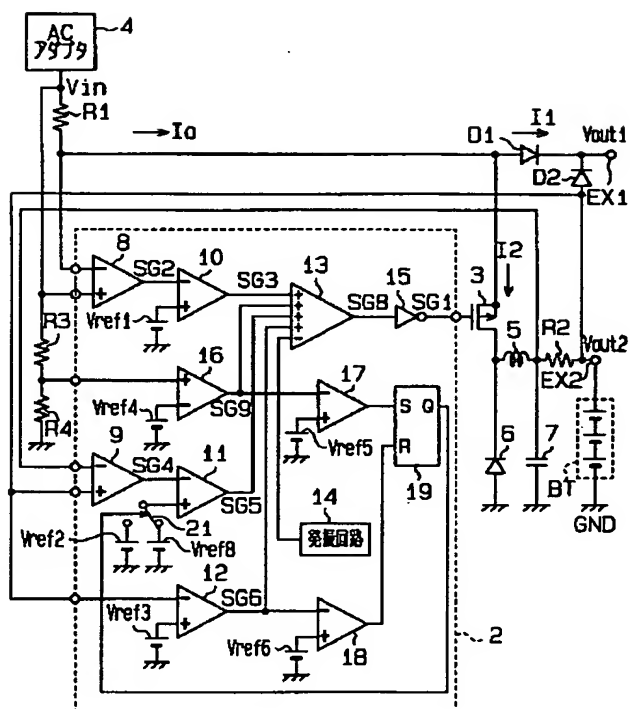 4
AC
アダプタ
Vin
R1
→Ia
D1
I1
Vout1
D2
EX1
8
SG2
10
SG3
13
SG8
15
SG1
3
I2
Vref1
5
R2
Vout2
EX2
R3
R4
16
SG9
17
Vref4
Vref5
S Q
R
19
6
7
BT
GND
9
SG4
11
SG5
21
14
発振回路
Vref2
Vref8
12
SG6
Vref3
Vref6
18
2